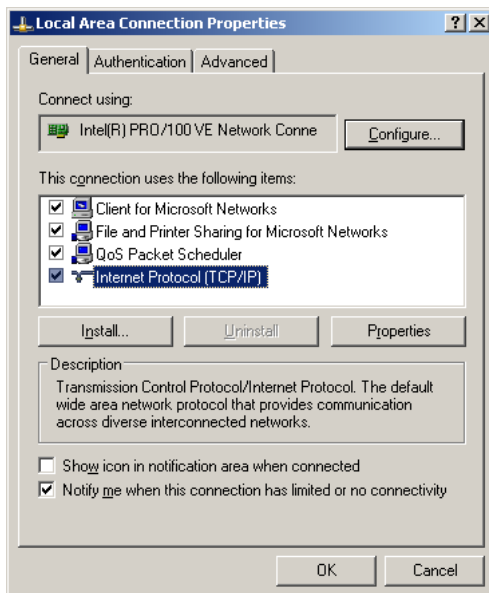 Local Area Connection Properties
General Authentication Advanced
Connect using:
Intel(R) PRO/100 VE Network Conne Configure...
This connection uses the following items:
Client for Microsoft Networks
File and Printer Sharing for Microsoft Networks
QoS Packet Scheduler
Internet Protocol (TCP/IP)
Install... Uninstall Properties
Description
Transmission Control Protocol/Internet Protocol. The default
wide area network protocol that provides communication
across diverse interconnected networks.
Show icon in notification area when connected
Notify me when this connection has limited or no connectivity
OK Cancel